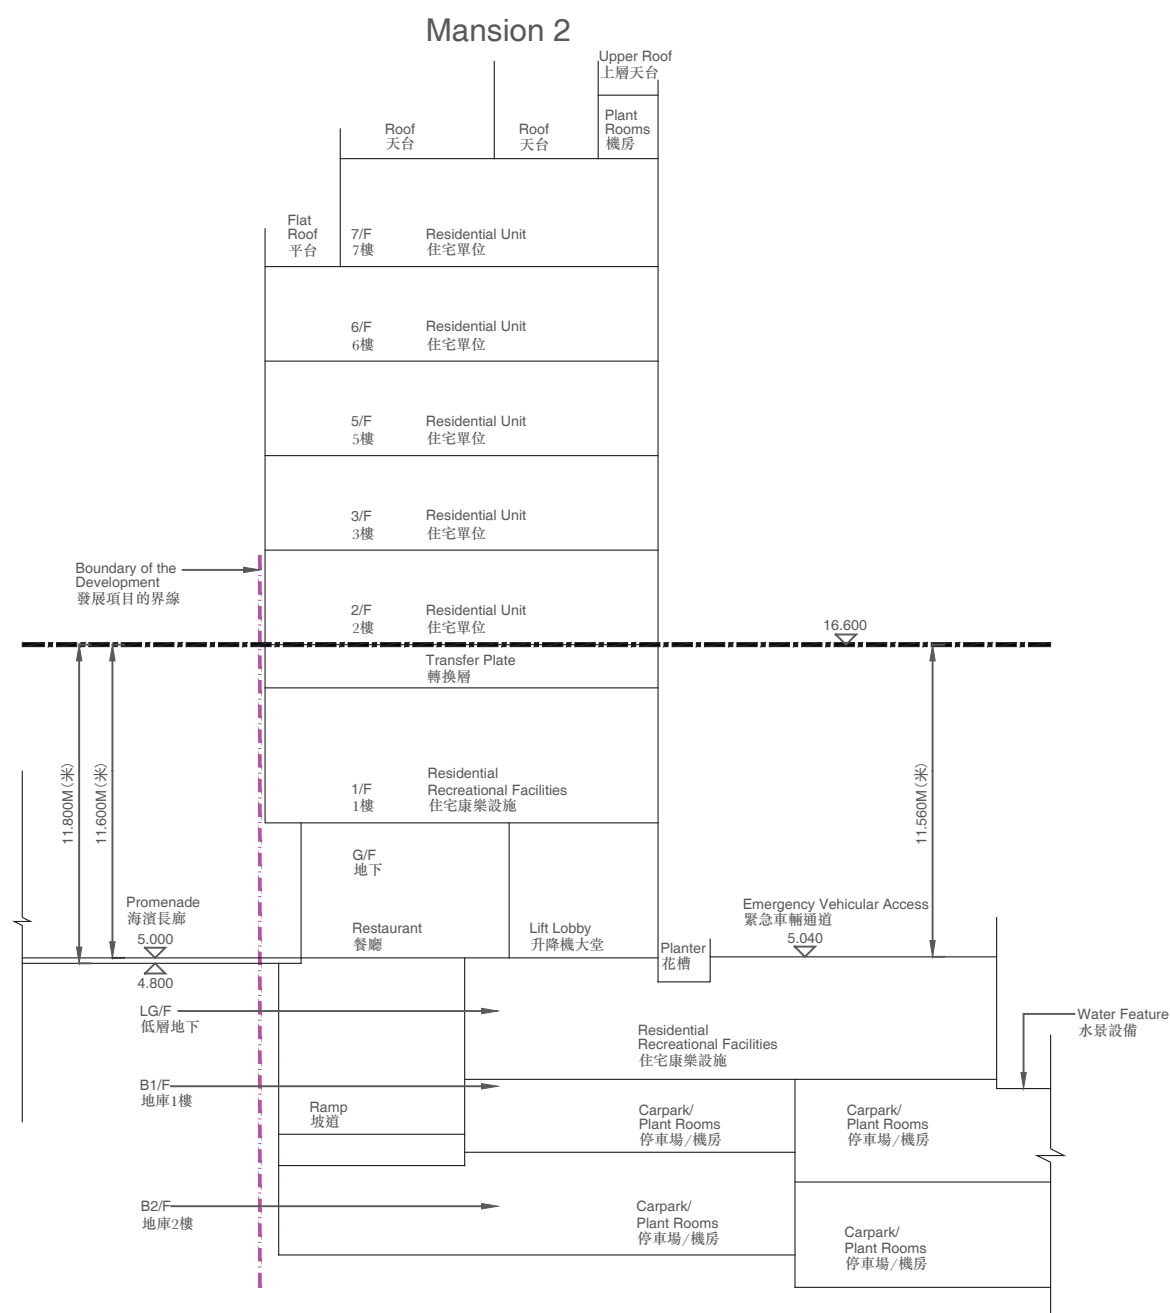 Mansion 2
Upper Roof
上層天台
Roof
天台
Roof
天台
Plant
Rooms
機房
Flat
Roof
平台
7/F
7樓
Residential Unit
住宅單位
6/F
6樓
Residential Unit
住宅單位
5/F
5樓
Residential Unit
住宅單位
3/F
3樓
Residential Unit
住宅單位
Boundary of the
Development
發展項目的界線
2/F
2樓
Residential Unit
住宅單位
16.600
Transfer Plate
轉換層
11.800M(米)
11.600M(米)
1/F
1樓
Residential
Recreational Facilities
住宅康樂設施
11.560M(米)
G/F
地下
Promenade
海濱長廊
5.000
4.800
Restaurant
餐廳
Lift Lobby
升降機大堂
Planter
花槽
Emergency Vehicular Access
緊急車輛通道
5.040
LG/F
低層地下
Residential
Recreational Facilities
住宅康樂設施
Water Feature
水景設備
B1/F
地庫1樓
Ramp
坡道
Carpark/
Plant Rooms
停車場/機房
Carpark/
Plant Rooms
停車場/機房
B2/F
地庫2樓
Carpark/
Plant Rooms
停車場/機房
Carpark/
Plant Rooms
停車場/機房